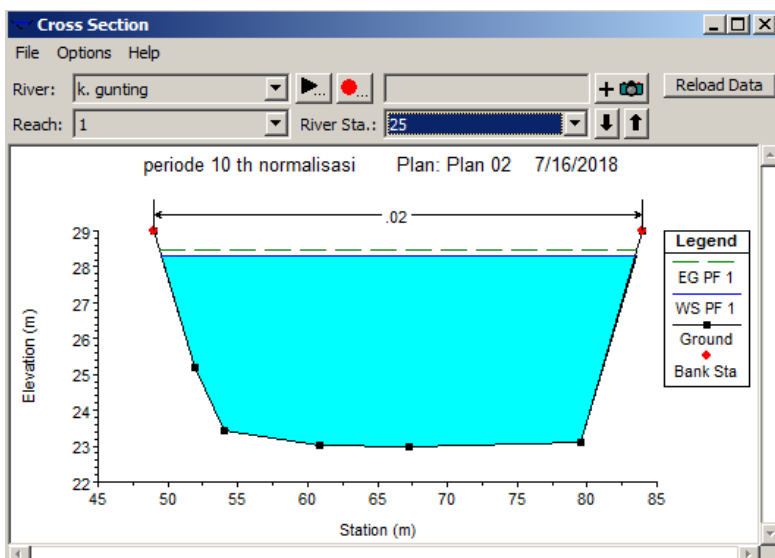 Cross Section
File Options Help
River: k. gunting ... ... + Reload Data
Reach: 1 River Sta.: 25
periode 10 th normalisasi Plan: Plan 02 7/16/2018
.02
29
28
27
26
25
24
23
22
Elevation (m)
45 50 55 60 65 70 75 80 85
Station (m)
Legend
EG PF 1
WS PF 1
Ground
Bank Sta